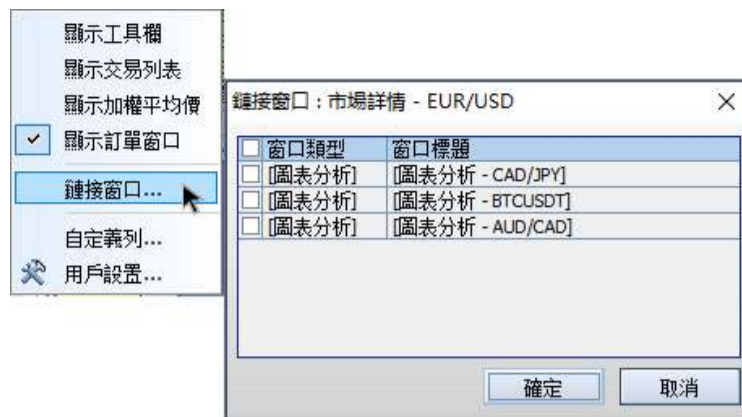 顯示工具欄
顯示交易列表
顯示加權平均價
顯示訂單窗口
鏈接窗口...
自定義列...
用戶設置...
鏈接窗口：市場詳情 - EUR/USD
窗口類型 窗口標題
[圖表分析] [圖表分析 - CAD/JPY]
[圖表分析] [圖表分析 - BTCUSDT]
[圖表分析] [圖表分析 - AUD/CAD]
確定 取消